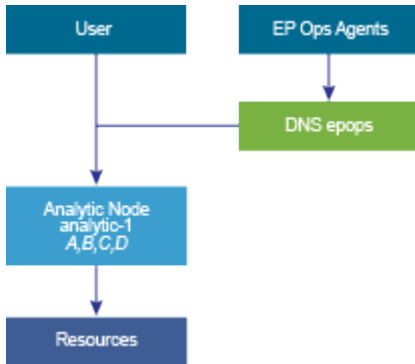 User
EP Ops Agents
DNS epops
Analytic Node
analytic-1
A,B,C,D
Resources